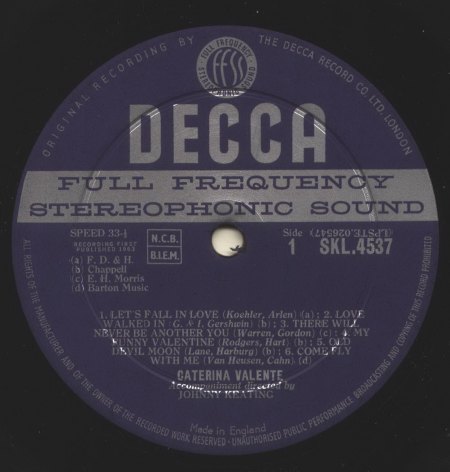 ORIGINAL RECORDING BY THE DECCA RECORD CO. LTD., LONDON
FULL FREQUENCY
ffss
DECCA
FULL FREQUENCY
STEREOPHONIC SOUND
SPEED 33⅓
RECORDING FIRST
PUBLISHED 1963
N.C.B.
B.I.E.M.
Side
1
SKL.4537
(a) F. D. & H.
(b) Chappell
(c) E. H. Morris
(d) Barton Music
1. LET'S FALL IN LOVE (Koehler, Arlen) (a) ; 2. LOVE
WALKED IN (G. & I. Gershwin) (b) ; 3. THERE WILL
NEVER BE ANOTHER YOU (Warren, Gordon) (c) ; 4. MY
FUNNY VALENTINE (Rodgers, Hart) (b) ; 5. OLD
DEVIL MOON (Lane, Harburg) (b) ; 6. COME FLY
WITH ME (Van Heusen, Cahn) (d)
CATERINA VALENTE
Accompaniment directed by
JOHNNY KEATING
Made in England
ALL RIGHTS OF THE MANUFACTURER AND OF THE OWNER OF THE RECORDED WORK RESERVED · UNAUTHORISED PUBLIC PERFORMANCE BROADCASTING AND COPYING OF THIS RECORD PROHIBITED